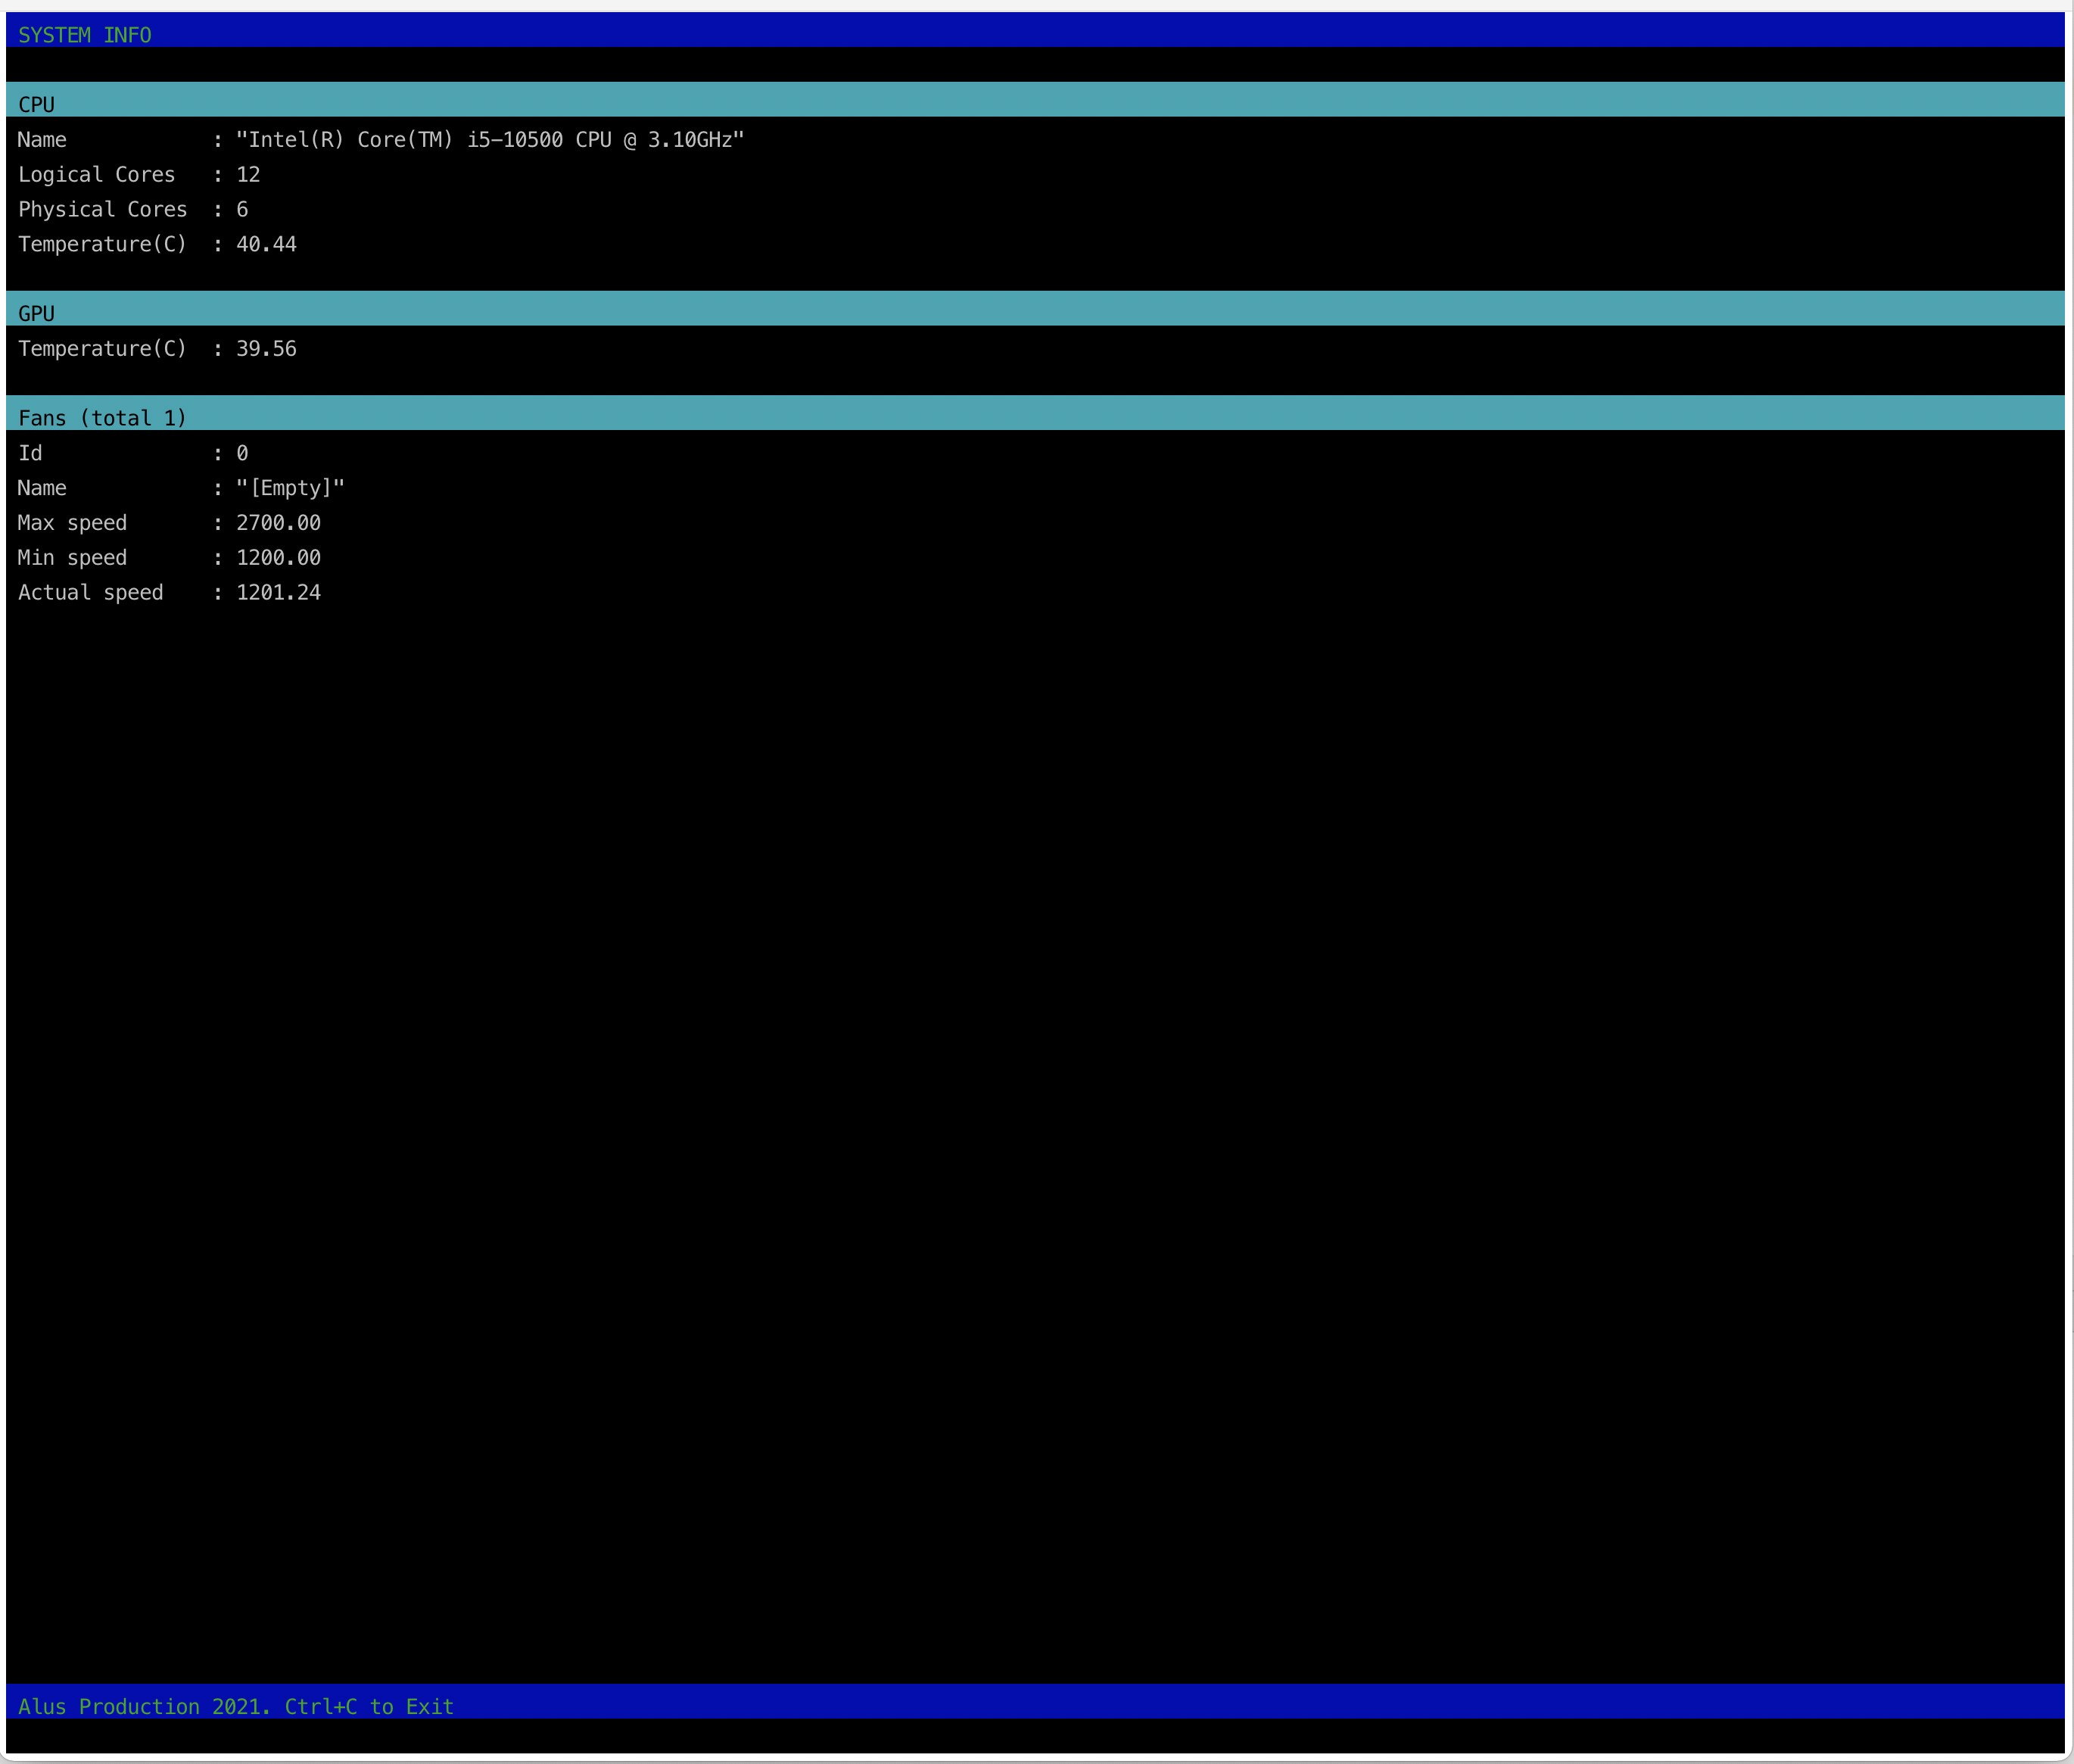 SYSTEM INFO
CPU
Name            : "Intel(R) Core(TM) i5-10500 CPU @ 3.10GHz"
Logical Cores   : 12
Physical Cores  : 6
Temperature(C)  : 40.44
GPU
Temperature(C)  : 39.56
Fans (total 1)
Id              : 0
Name            : "[Empty]"
Max speed       : 2700.00
Min speed       : 1200.00
Actual speed    : 1201.24
Alus Production 2021. Ctrl+C to Exit